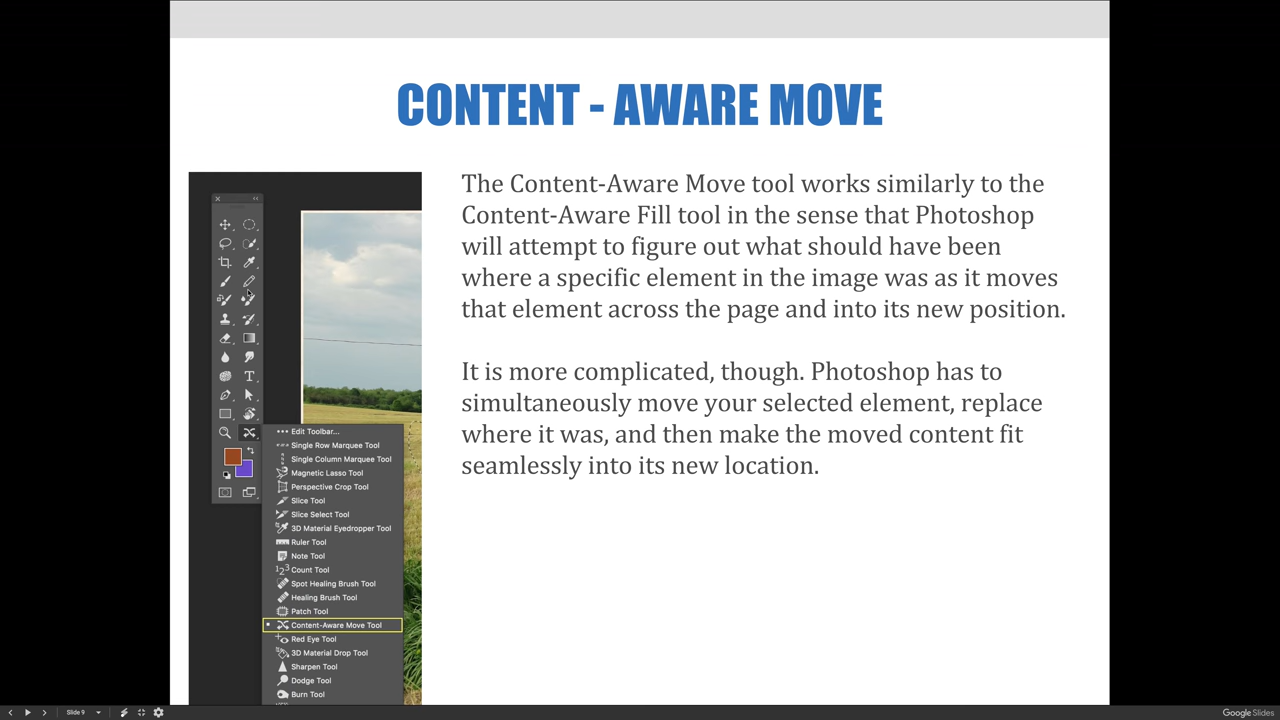 CONTENT - AWARE MOVE
The Content-Aware Move tool works similarly to the
Content-Aware Fill tool in the sense that Photoshop
will attempt to figure out what should have been
where a specific element in the image was as it moves
that element across the page and into its new position.
It is more complicated, though. Photoshop has to
simultaneously move your selected element, replace
where it was, and then make the moved content fit
seamlessly into its new location.
Edit Toolbar...
Single Row Marquee Tool
Single Column Marquee Tool
Magnetic Lasso Tool
Perspective Crop Tool
Slice Tool
Slice Select Tool
3D Material Eyedropper Tool
Ruler Tool
Note Tool
Count Tool
Spot Healing Brush Tool
Healing Brush Tool
Patch Tool
Content-Aware Move Tool
Red Eye Tool
3D Material Drop Tool
Sharpen Tool
Dodge Tool
Burn Tool
Slide 9
Google Slides